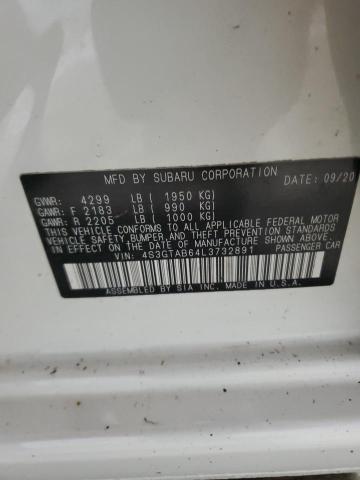 MFD BY SUBARU CORPORATION DATE: 09/20
GVWR: 4299 LB ( 1950 KG)
GAWR: F 2183 LB ( 990 KG)
GAWR: R 2205 LB ( 1000 KG)
THIS VEHICLE CONFORMS TO ALL APPLICABLE FEDERAL MOTOR
VEHICLE SAFETY, BUMPER, AND THEFT PREVENTION STANDARDS
IN EFFECT ON THE DATE OF MANUFACTURE SHOWN ABOVE.
VIN: 4S3GTAB64L3732891 PASSENGER CAR
ASSEMBLED BY SIA INC. MADE IN U.S.A.